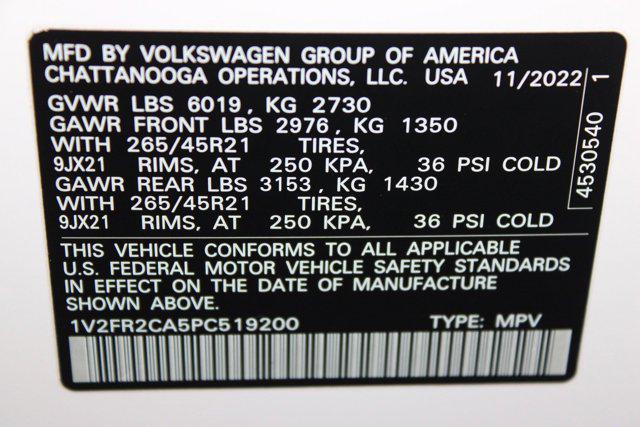 MFD BY VOLKSWAGEN GROUP OF AMERICA
CHATTANOOGA OPERATIONS, LLC. USA 11/2022
GVWR LBS 6019, KG 2730
GAWR FRONT LBS 2976, KG 1350
WITH 265/45R21 TIRES,
9JX21 RIMS, AT 250 KPA, 36 PSI COLD
GAWR REAR LBS 3153, KG 1430
WITH 265/45R21 TIRES,
9JX21 RIMS, AT 250 KPA, 36 PSI COLD
THIS VEHICLE CONFORMS TO ALL APPLICABLE
U.S. FEDERAL MOTOR VEHICLE SAFETY STANDARDS
IN EFFECT ON THE DATE OF MANUFACTURE
SHOWN ABOVE.
1V2FR2CA5PC519200 TYPE: MPV
4530540 1